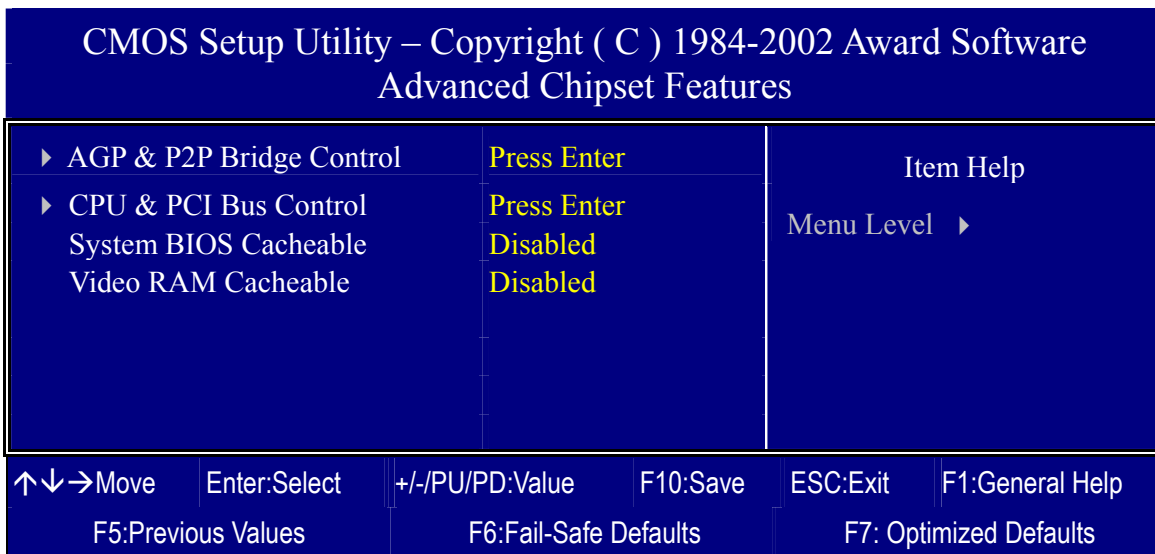 CMOS Setup Utility – Copyright ( C ) 1984-2002 Award Software
Advanced Chipset Features
AGP & P2P Bridge Control Press Enter
Item Help
CPU & PCI Bus Control Press Enter
Menu Level
System BIOS Cacheable Disabled
Video RAM Cacheable Disabled
↑↓→Move Enter:Select +/-/PU/PD:Value F10:Save ESC:Exit F1:General Help
F5:Previous Values F6:Fail-Safe Defaults F7: Optimized Defaults